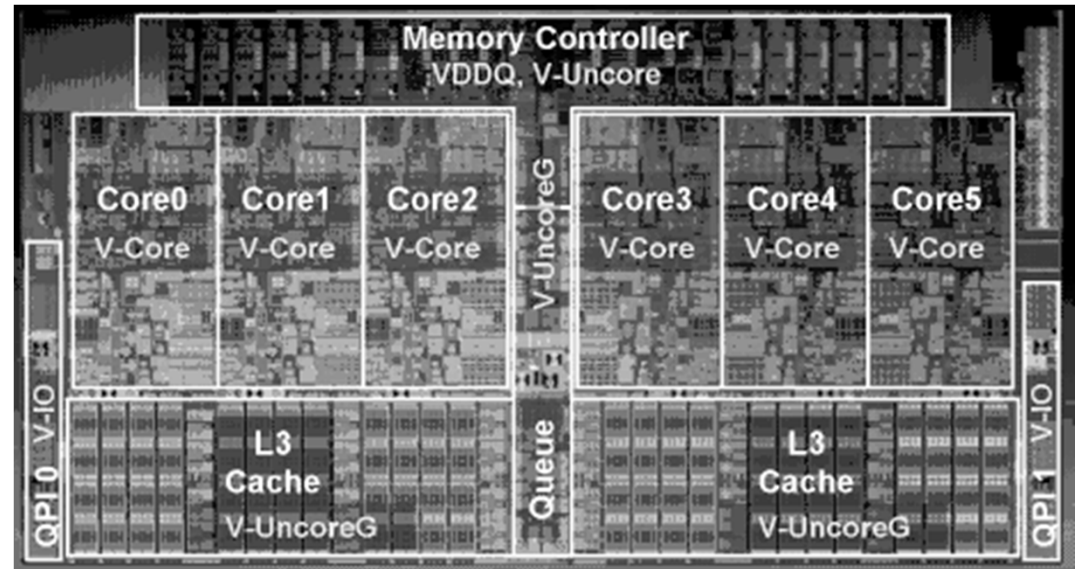 Memory Controller
VDDQ, V-Uncore
Core0
V-Core
Core1
V-Core
Core2
V-Core
V-UncoreG
Core3
V-Core
Core4
V-Core
Core5
V-Core
QPI 0 V-IO
L3
Cache
V-UncoreG
Queue
L3
Cache
V-UncoreG
QPI 1 V-IO